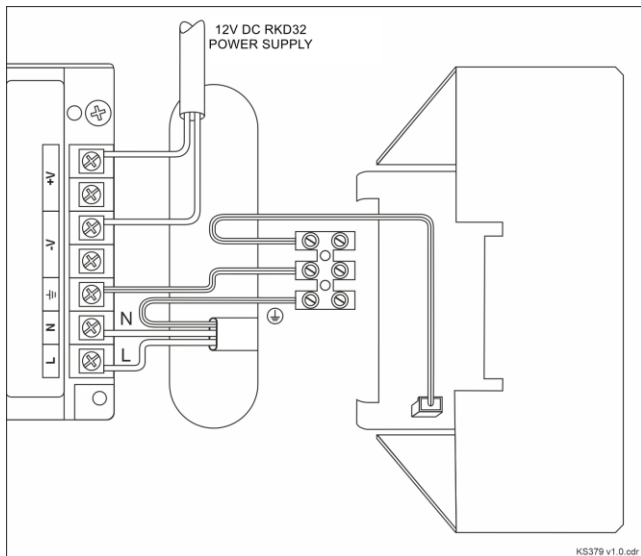 12V DC RKD32
POWER SUPPLY
+V
-V
N
L
N
L
KS379 v1.0.cdr